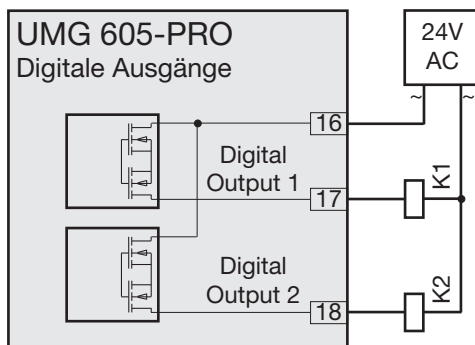 UMG 605-PRO
Digitale Ausgänge
24V
AC
~ ~
16
Digital
Output 1
17
K1
Digital
Output 2
18
K2